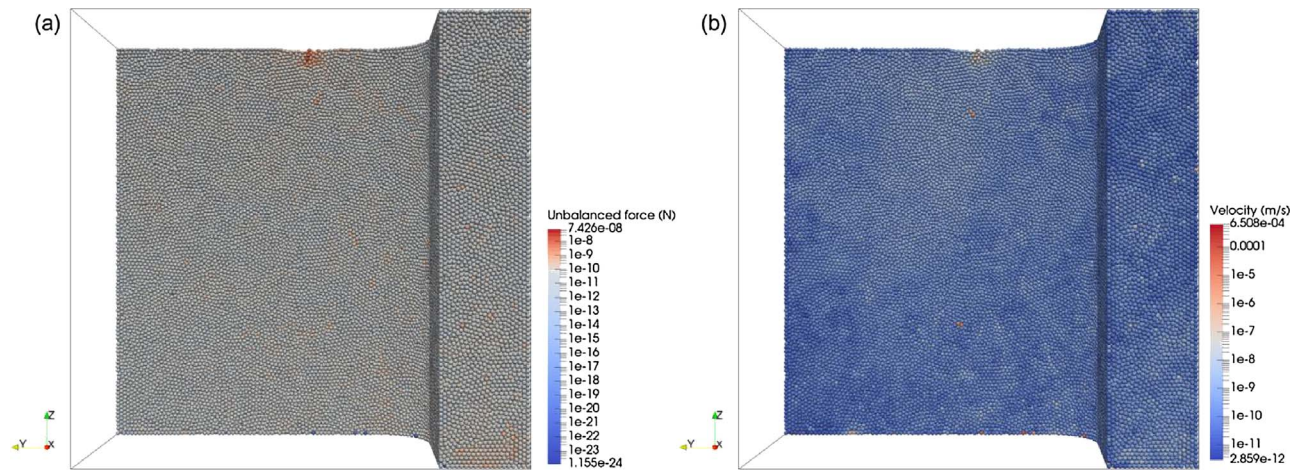 (a)
Unbalanced force (N)
7.426e-08
1e-8
1e-9
1e-10
1e-11
1e-12
1e-13
1e-14
1e-15
1e-16
1e-17
1e-18
1e-19
1e-20
1e-21
1e-22
1e-23
1.155e-24
Z
Y
X
(b)
Velocity (m/s)
6.508e-04
0.0001
1e-5
1e-6
1e-7
1e-8
1e-9
1e-10
1e-11
2.859e-12
Z
Y
X